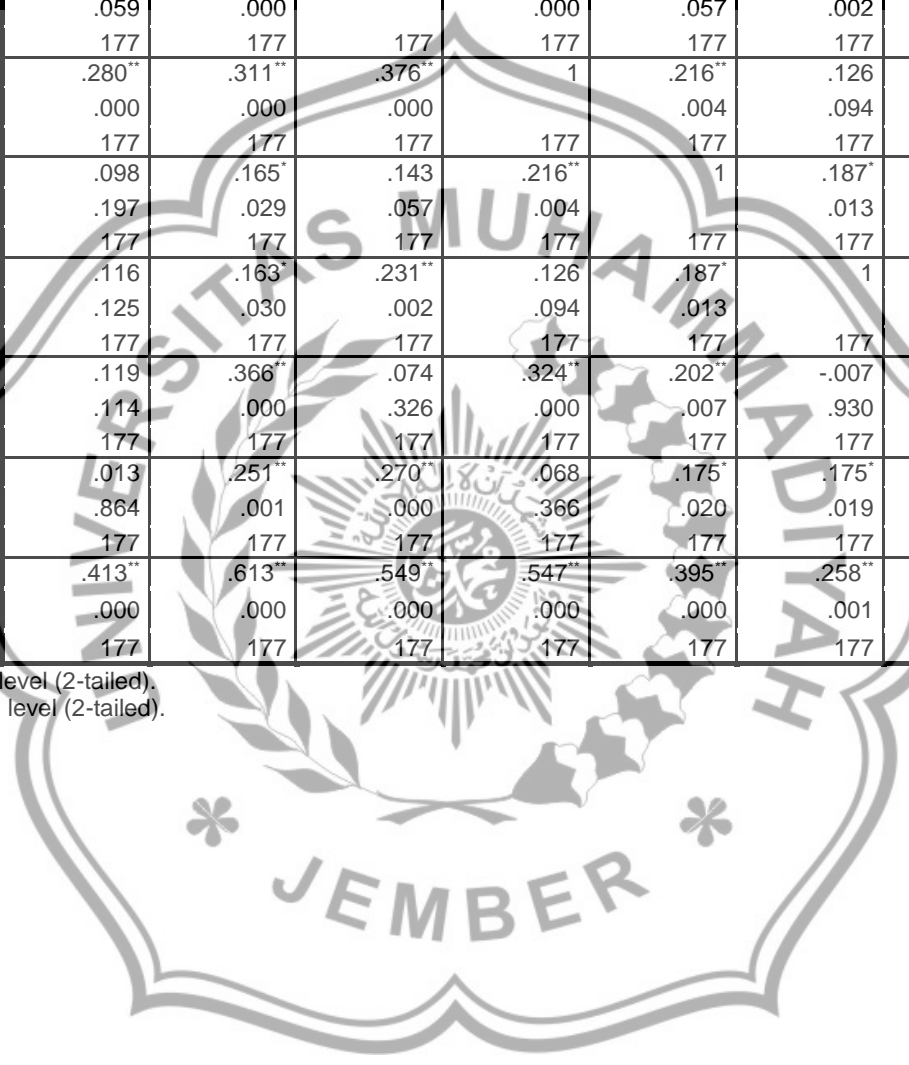 .059 .000 .000 .057 .002
177 177 177 177 177 177
.280** .311** .376** 1 .216** .126
.000 .000 .000 .004 .094
177 177 177 177 177 177
.098 .165* .143 .216** 1 .187*
.197 .029 .057 .004 .013
177 177 177 177 177 177
.116 .163* .231** .126 .187* 1
.125 .030 .002 .094 .013
177 177 177 177 177 177
.119 .366** .074 .324** .202** -.007
.114 .000 .326 .000 .007 .930
177 177 177 177 177 177
.013 .251** .270** .068 .175* .175*
.864 .001 .000 .366 .020 .019
177 177 177 177 177 177
.413** .613** .549** .547** .395** .258**
.000 .000 .000 .000 .000 .001
177 177 177 177 177 177
level (2-tailed).
level (2-tailed).
UNIVERSITAS MUHAMMADIYAH
JEMBER